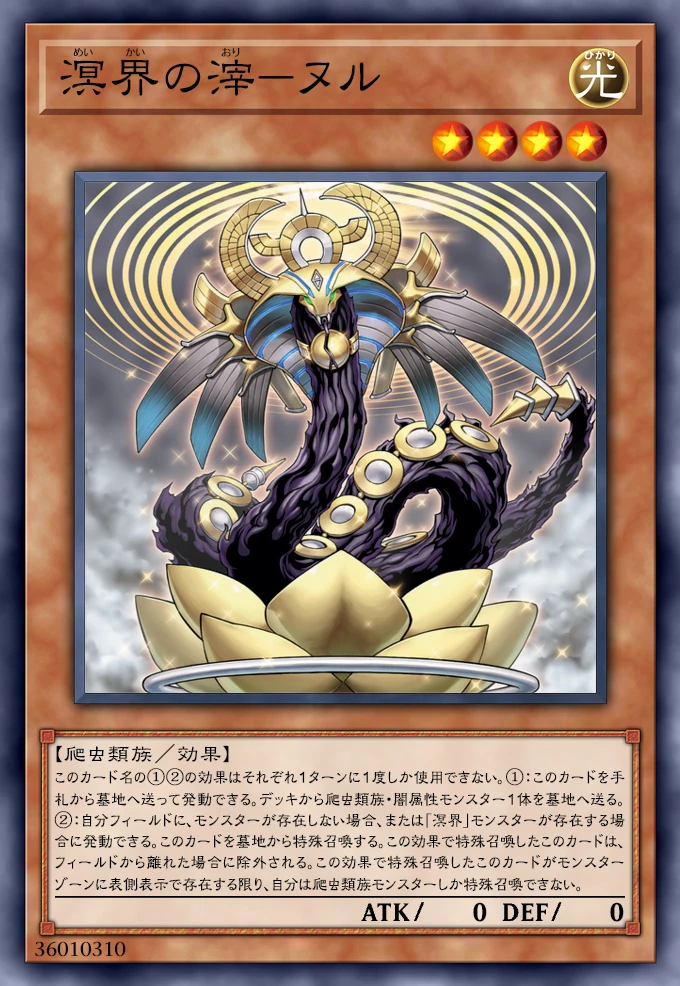 めい かい おり
溟界の滓－ヌル
ひかり
光
【爬虫類族／効果】
このカード名の①②の効果はそれぞれ1ターンに1度しか使用できない。①：このカードを手
札から墓地へ送って発動できる。デッキから爬虫類族・闇属性モンスター1体を墓地へ送る。
②：自分フィールドに、モンスターが存在しない場合、または「溟界」モンスターが存在する場
合に発動できる。このカードを墓地から特殊召喚する。この効果で特殊召喚したこのカードは、
フィールドから離れた場合に除外される。この効果で特殊召喚したこのカードがモンスター
ゾーンに表側表示で存在する限り、自分は爬虫類族モンスターしか特殊召喚できない。
ATK/ 0 DEF/ 0
36010310